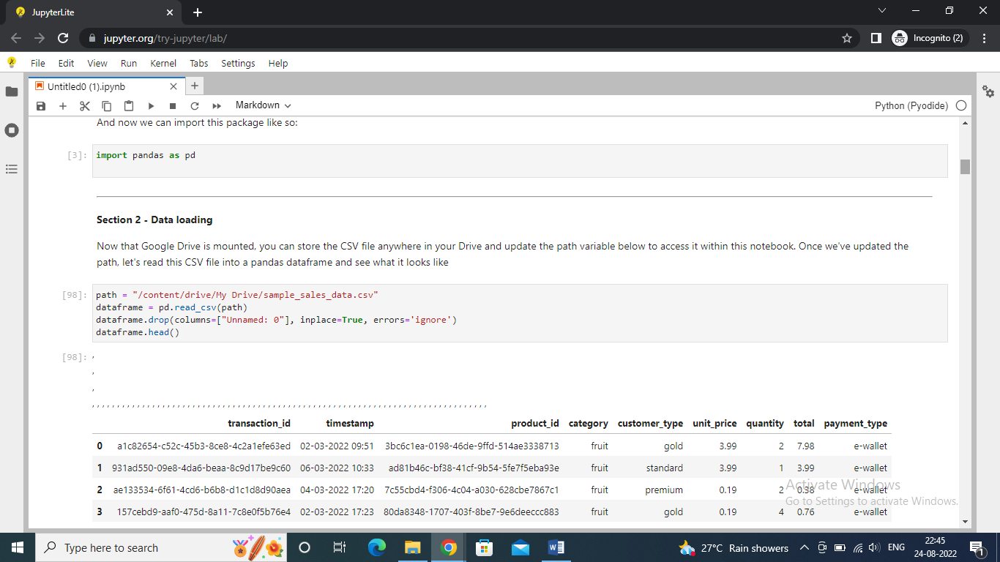 JupyterLite
jupyter.org/try-jupyter/lab/
Incognito (2)
File Edit View Run Kernel Tabs Settings Help
Untitled0 (1).ipynb
Markdown
Python (Pyodide)
And now we can import this package like so:
[3]: import pandas as pd
Section 2 - Data loading
Now that Google Drive is mounted, you can store the CSV file anywhere in your Drive and update the path variable below to access it within this notebook. Once we've updated the
path, let's read this CSV file into a pandas dataframe and see what it looks like
[98]: path = "/content/drive/My Drive/sample_sales_data.csv"
dataframe = pd.read_csv(path)
dataframe.drop(columns=["Unnamed: 0"], inplace=True, errors='ignore')
dataframe.head()
[98]: ,
,
,
,,,,,,,,,,,,,,,,,,,,,,,,,,,,,,,,,,,,,,,,,,,,,,,,,,,,,,,,,,,,,,,,,,,,,,,,,,,,,,
transaction_id timestamp product_id category customer_type unit_price quantity total payment_type
0 a1c82654-c52c-45b3-8ce8-4c2a1efe63ed 02-03-2022 09:51 3bc6c1ea-0198-46de-9ffd-514ae3338713 fruit gold 3.99 2 7.98 e-wallet
1 931ad550-09e8-4da6-beaa-8c9d17be9c60 06-03-2022 10:33 ad81b46c-bf38-41cf-9b54-5fe7f5eba93e fruit standard 3.99 1 3.99 e-wallet
2 ae133534-6f61-4cd6-b6b8-d1c1d8d90aea 04-03-2022 17:20 7c55cbd4-f306-4c04-a030-628cbe7867c1 fruit premium 0.19 2 0.38 e-wallet
3 157cebd9-aaf0-475d-8a11-7c8e0f5b76e4 02-03-2022 17:23 80da8348-1707-403f-8be7-9e6deeccc883 fruit gold 0.19 4 0.76 e-wallet
Activate Windows
Go to Settings to activate Windows.
Type here to search
27°C Rain showers
ENG
22:45
24-08-2022
1